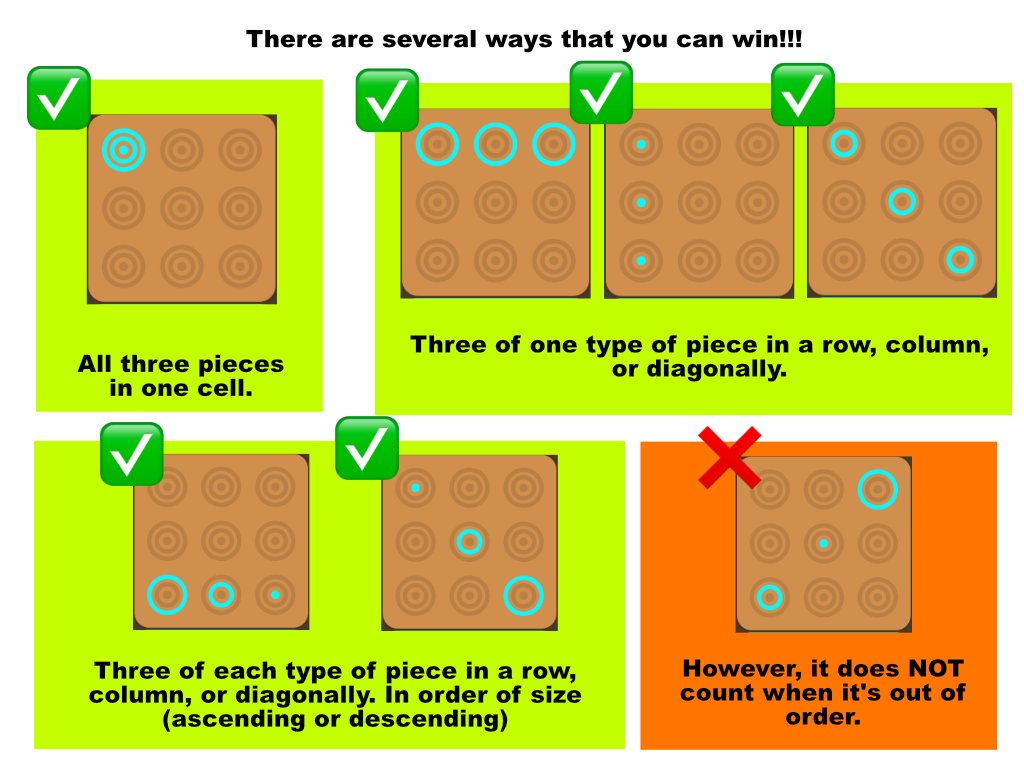 There are several ways that you can win!!!
All three pieces
in one cell.
Three of one type of piece in a row, column,
or diagonally.
Three of each type of piece in a row,
column, or diagonally. In order of size
(ascending or descending)
However, it does NOT
count when it's out of
order.